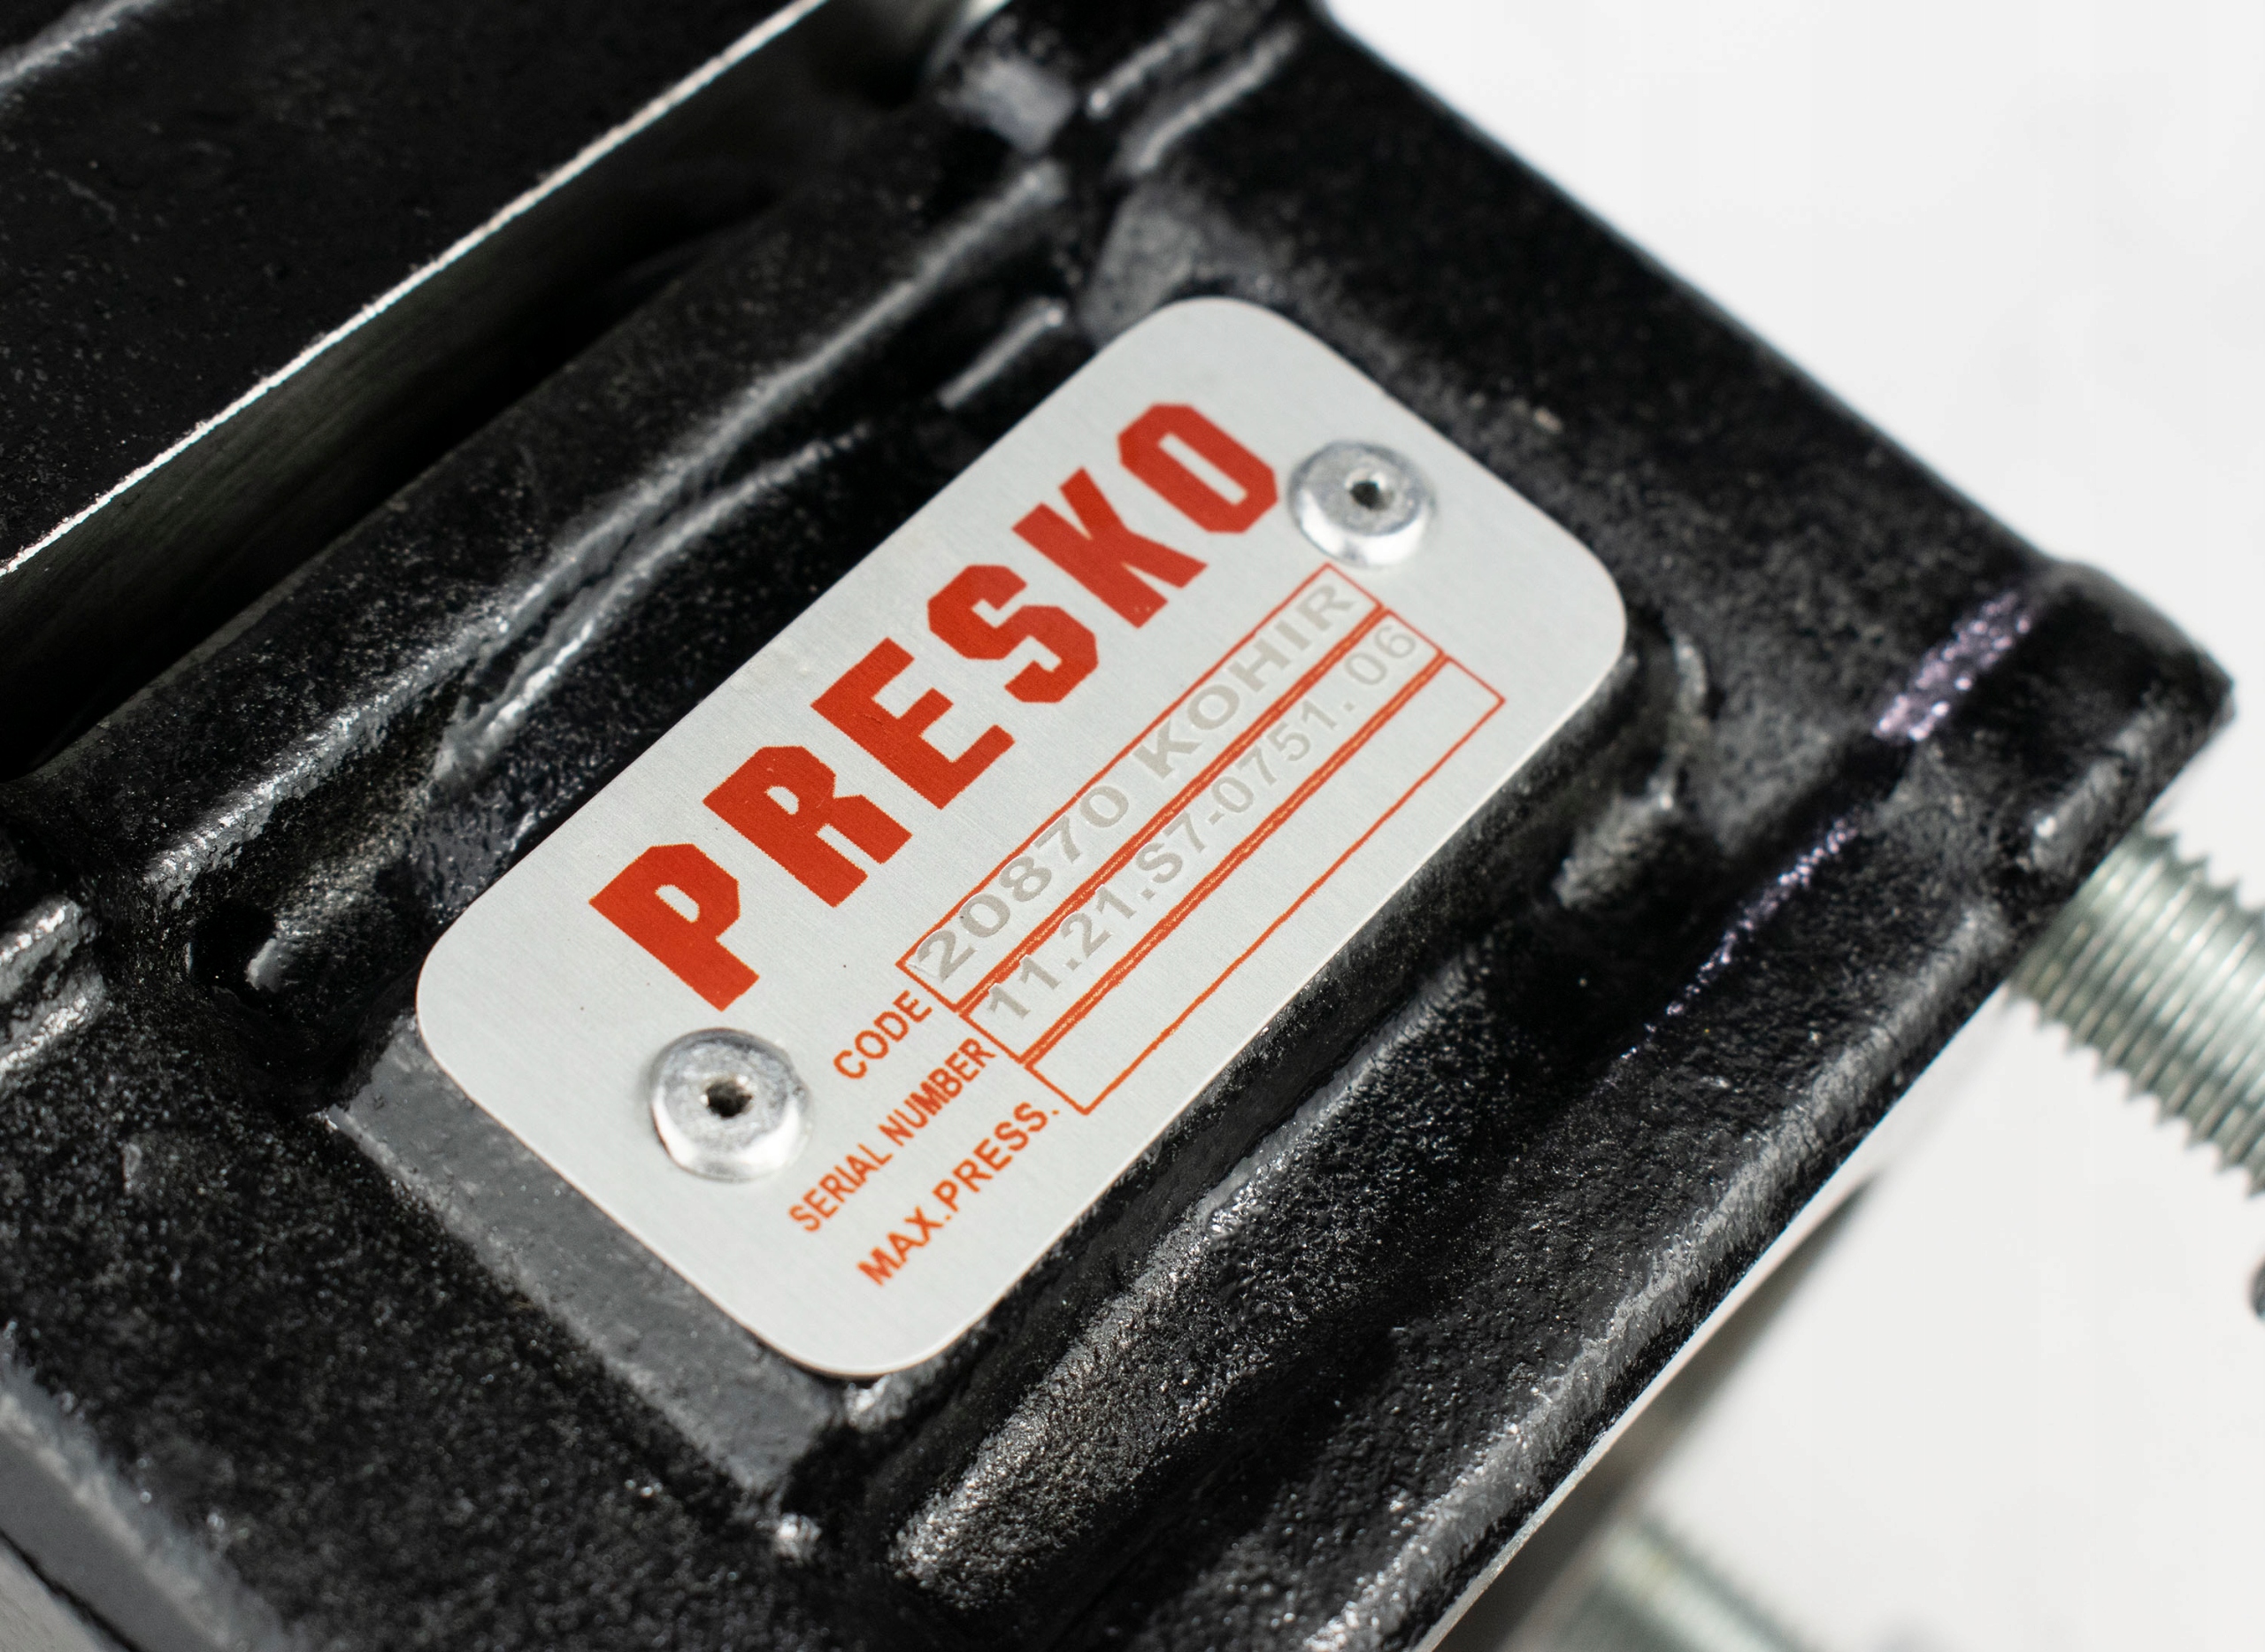 PRESKO
CODE 20870 KOHIR
SERIAL NUMBER 11.21.S7-0751.06
MAX.PRESS.